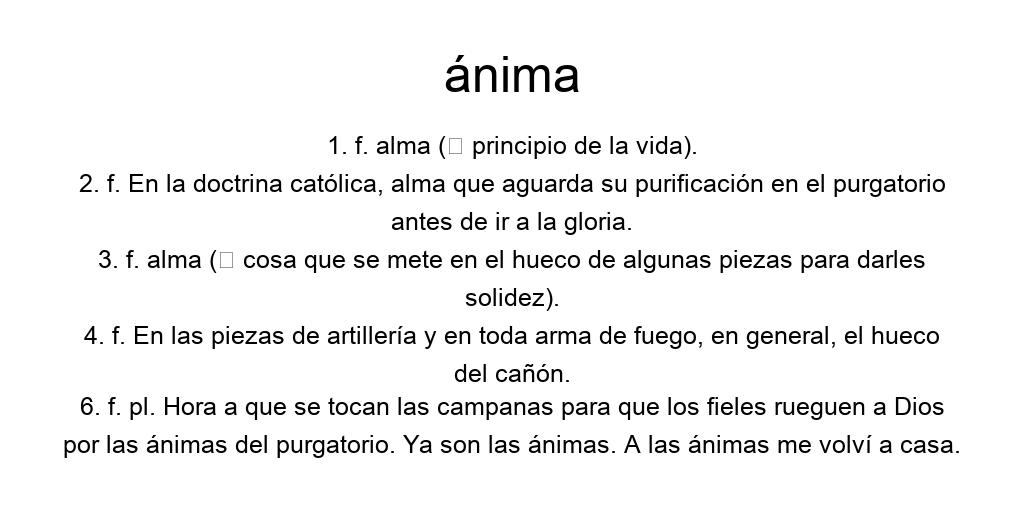 ánima
1. f. alma (□ principio de la vida).
2. f. En la doctrina católica, alma que aguarda su purificación en el purgatorio
antes de ir a la gloria.
3. f. alma (□ cosa que se mete en el hueco de algunas piezas para darles
solidez).
4. f. En las piezas de artillería y en toda arma de fuego, en general, el hueco
del cañón.
6. f. pl. Hora a que se tocan las campanas para que los fieles rueguen a Dios
por las ánimas del purgatorio. Ya son las ánimas. A las ánimas me volví a casa.